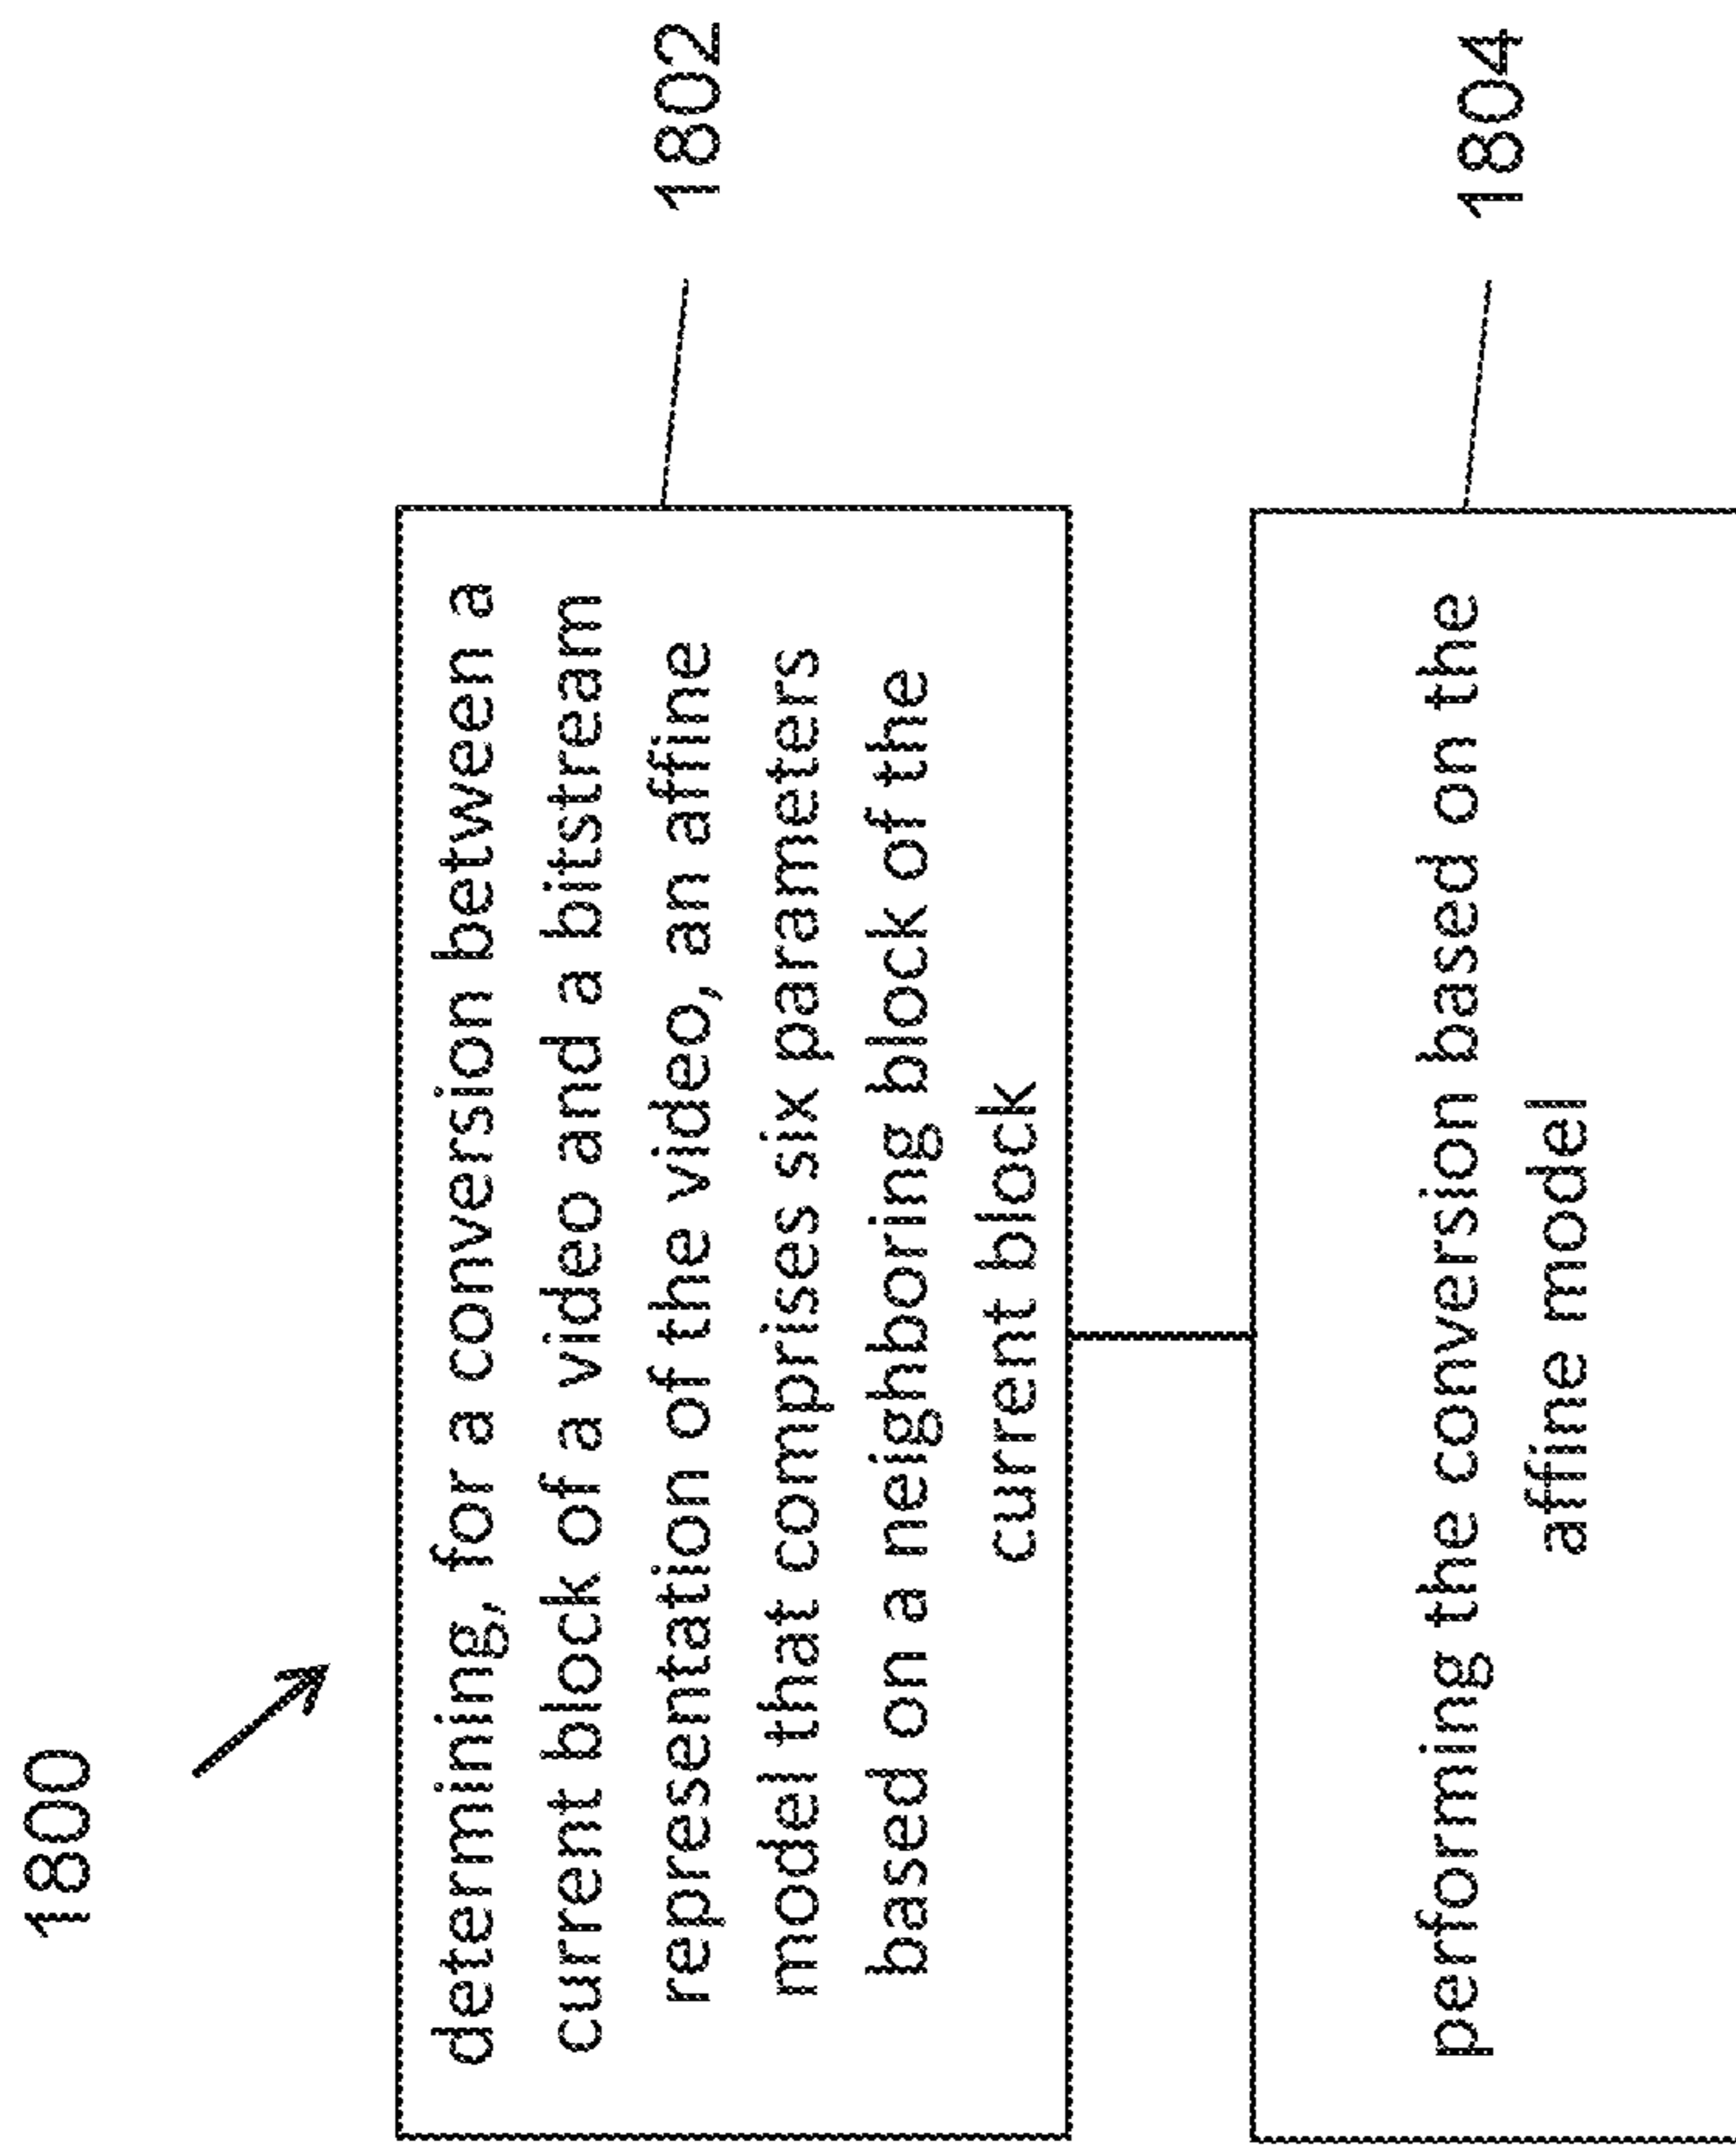 1800
determining, for a conversion between a
current block of a video and a bitstream
representation of the video, an affine
model that comprises six parameters
based on a neighboring block of the
current block
1802
performing the conversion based on the
affine model
1804